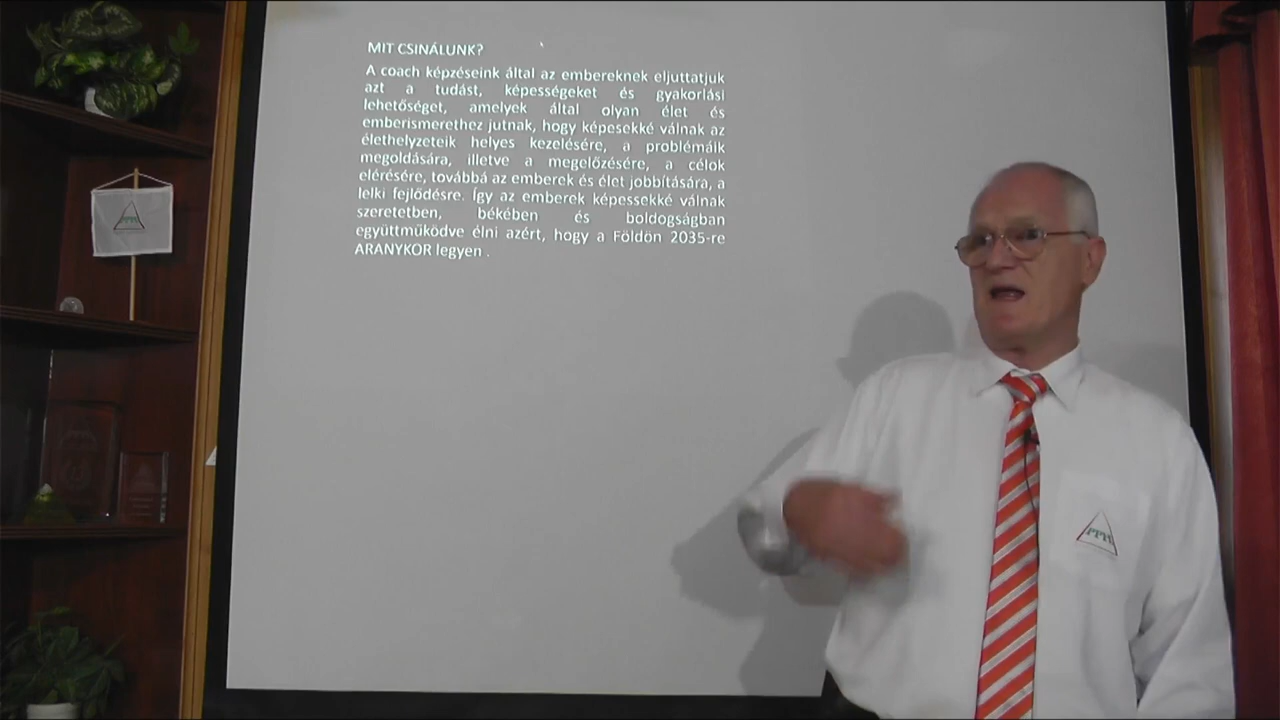 MIT CSINÁLUNK?
A coach képzéseink által az embereknek eljuttatjuk
azt a tudást, képességeket és gyakorlási
lehetőséget, amelyek által olyan élet és
emberismerethez jutnak, hogy képesekké válnak az
élethelyzeteik helyes kezelésére, a problémáik
megoldására, illetve a megelőzésére, a célok
elérésére, továbbá az emberek és élet jobbítására, a
lelki fejlődésre. Így az emberek képessekké válnak
szeretetben, békében és boldogságban
együttműködve élni azért, hogy a Földön 2035-re
ARANYKOR legyen .